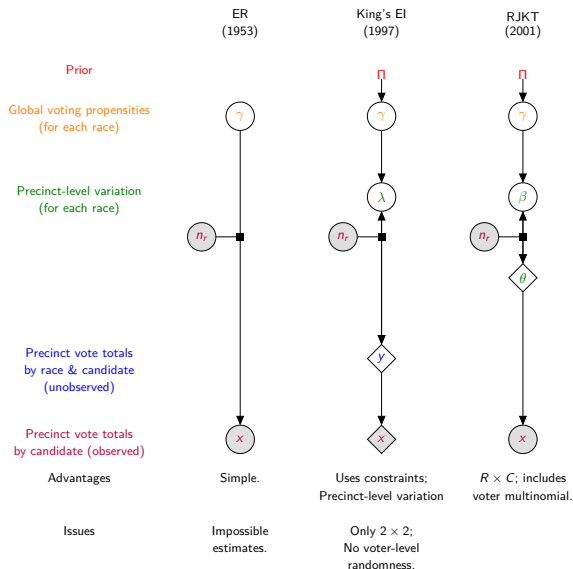 ER
(1953)
King's EI
(1997)
RJKT
(2001)
Prior
Π
Π
Global voting propensities
(for each race)
γ
γ
γ
Precinct-level variation
(for each race)
λ
β
n_r
n_r
n_r
θ
Precinct vote totals
by race & candidate
(unobserved)
y
Precinct vote totals
by candidate (observed)
x
x
x
Advantages
Simple.
Uses constraints;
Precinct-level variation
R × C; includes
voter multinomial.
Issues
Impossible
estimates.
Only 2 × 2;
No voter-level
randomness.